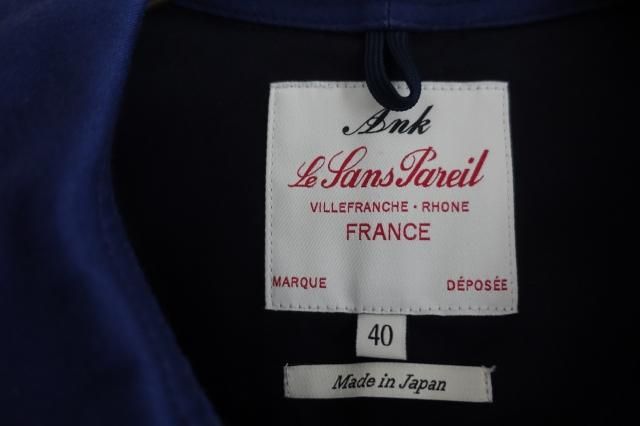 Ank
Le Sans Pareil
VILLEFRANCHE - RHONE
FRANCE
MARQUE DÉPOSÉE
40
Made in Japan